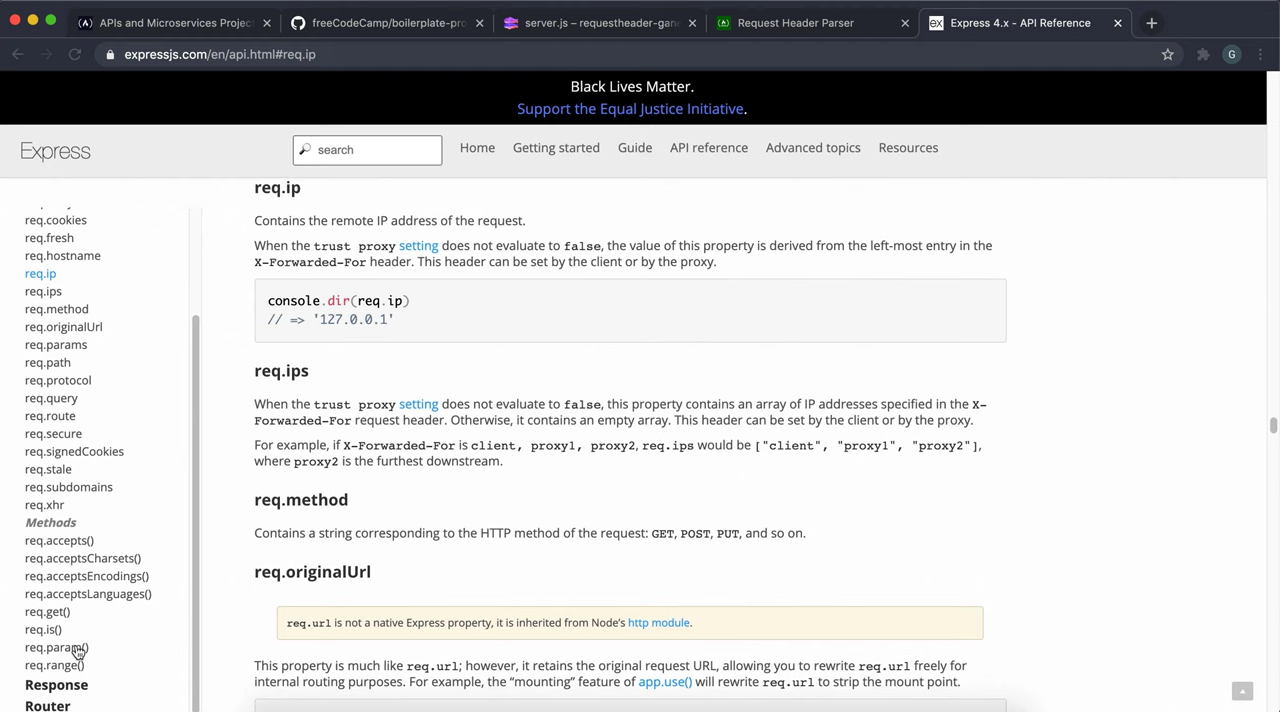 APIs and Microservices Project
freeCodeCamp/boilerplate-pro
server.js – requestheader-gan
Request Header Parser
Express 4.x - API Reference
expressjs.com/en/api.html#req.ip
G
Black Lives Matter.
Support the Equal Justice Initiative.
Express
search
Home
Getting started
Guide
API reference
Advanced topics
Resources
req.cookies
req.fresh
req.hostname
req.ip
req.ips
req.method
req.originalUrl
req.params
req.path
req.protocol
req.query
req.route
req.secure
req.signedCookies
req.stale
req.subdomains
req.xhr
Methods
req.accepts()
req.acceptsCharsets()
req.acceptsEncodings()
req.acceptsLanguages()
req.get()
req.is()
req.param()
req.range()
Response
Router
req.ip
Contains the remote IP address of the request.
When the trust proxy setting does not evaluate to false, the value of this property is derived from the left-most entry in the
X-Forwarded-For header. This header can be set by the client or by the proxy.
console.dir(req.ip)
// => '127.0.0.1'
req.ips
When the trust proxy setting does not evaluate to false, this property contains an array of IP addresses specified in the X-
Forwarded-For request header. Otherwise, it contains an empty array. This header can be set by the client or by the proxy.
For example, if X-Forwarded-For is client, proxy1, proxy2, req.ips would be ["client", "proxy1", "proxy2"],
where proxy2 is the furthest downstream.
req.method
Contains a string corresponding to the HTTP method of the request: GET, POST, PUT, and so on.
req.originalUrl
req.url is not a native Express property, it is inherited from Node's http module.
This property is much like req.url; however, it retains the original request URL, allowing you to rewrite req.url freely for
internal routing purposes. For example, the "mounting" feature of app.use() will rewrite req.url to strip the mount point.